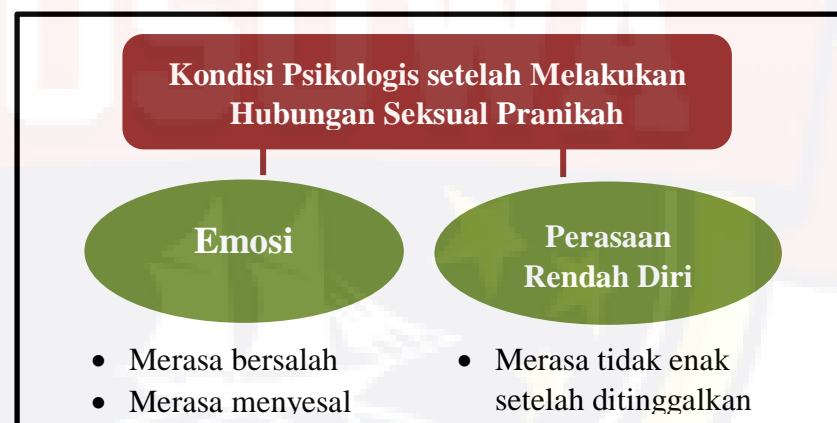 Kondisi Psikologis setelah Melakukan
Hubungan Seksual Pranikah
Emosi
Perasaan
Rendah Diri
• Merasa bersalah
• Merasa menyesal
• Merasa tidak enak
setelah ditinggalkan